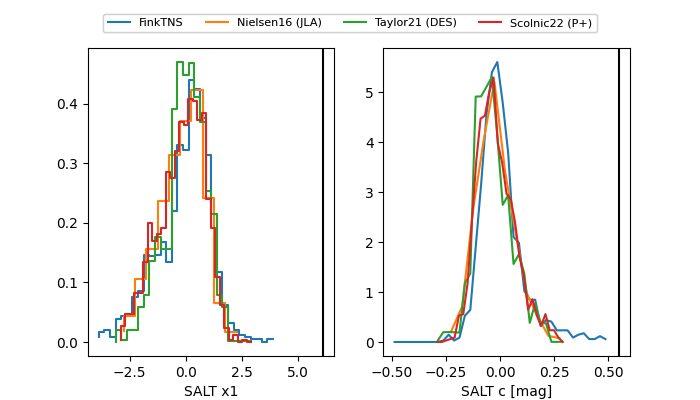 FinkTNS Nielsen16 (JLA) Taylor21 (DES) Scolnic22 (P+)
0.4
0.3
0.2
0.1
0.0
−2.5 0.0 2.5 5.0
SALT x1
5
4
3
2
1
0
−0.50 −0.25 0.00 0.25 0.50
SALT c [mag]